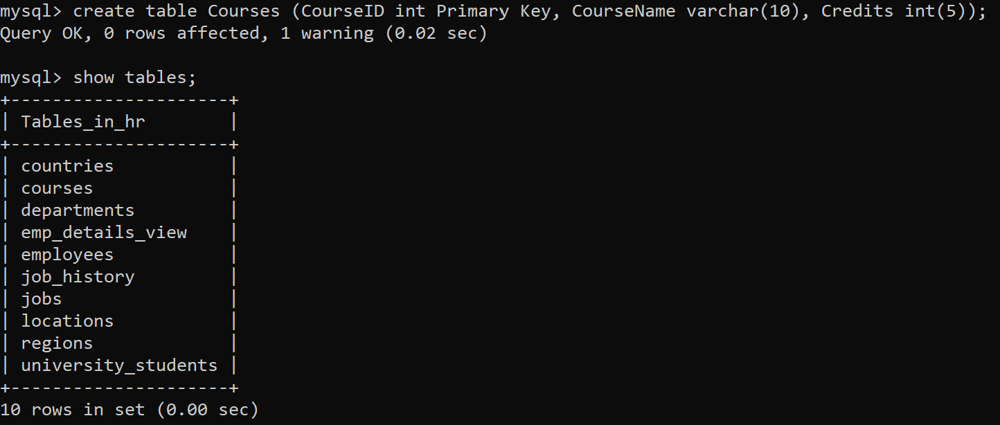 mysql> create table Courses (CourseID int Primary Key, CourseName varchar(10), Credits int(5));
Query OK, 0 rows affected, 1 warning (0.02 sec)

mysql> show tables;
+---------------------+
| Tables_in_hr        |
+---------------------+
| countries           |
| courses             |
| departments         |
| emp_details_view    |
| employees           |
| job_history         |
| jobs                |
| locations           |
| regions             |
| university_students |
+---------------------+
10 rows in set (0.00 sec)